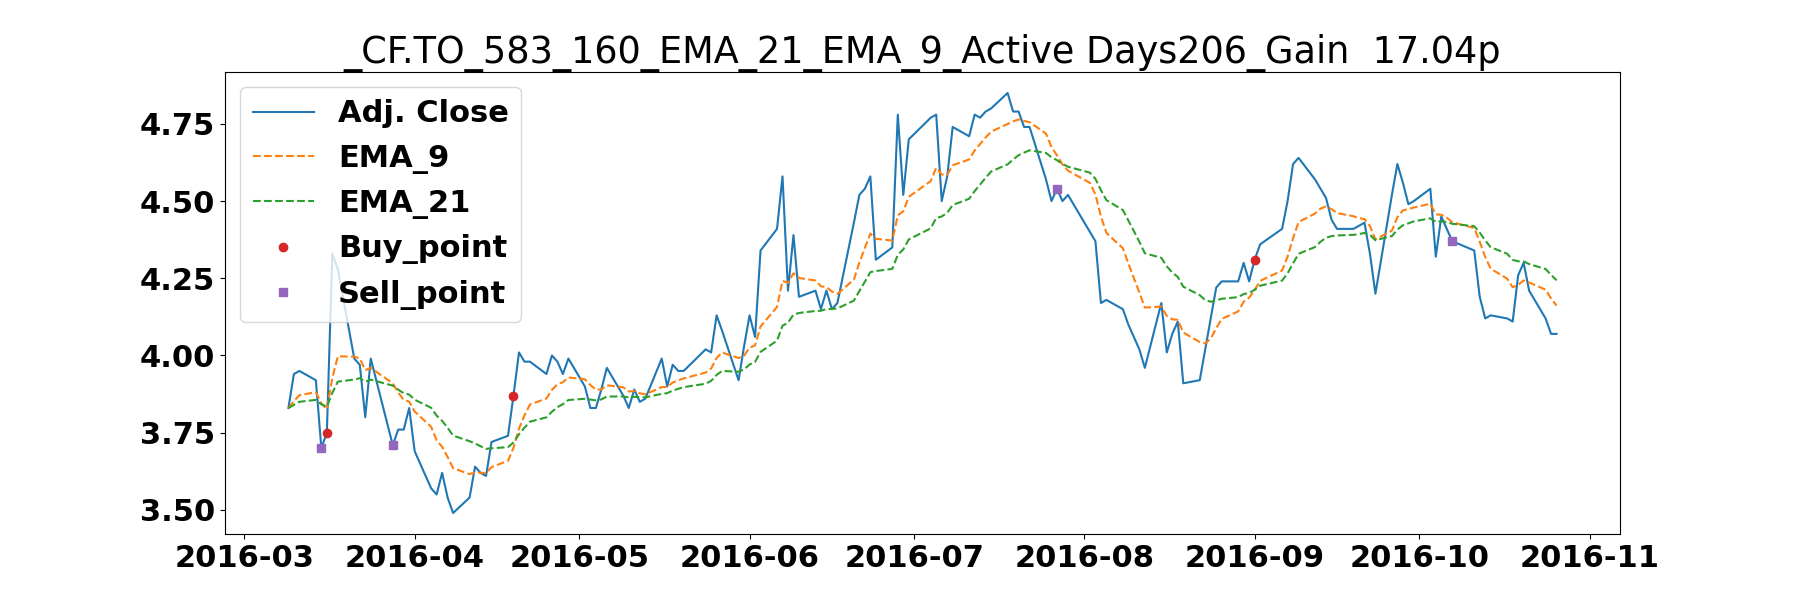 _CF.TO_583_160_EMA_21_EMA_9_Active Days206_Gain  17.04p
Adj. Close
EMA_9
EMA_21
Buy_point
Sell_point
4.75
4.50
4.25
4.00
3.75
3.50
2016-03 2016-04 2016-05 2016-06 2016-07 2016-08 2016-09 2016-10 2016-11